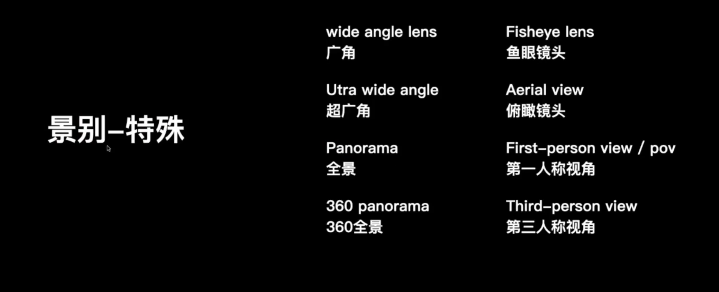 景别-特殊
wide angle lens
广角
Utra wide angle
超广角
Panorama
全景
360 panorama
360全景
Fisheye lens
鱼眼镜头
Aerial view
俯瞰镜头
First-person view / pov
第一人称视角
Third-person view
第三人称视角